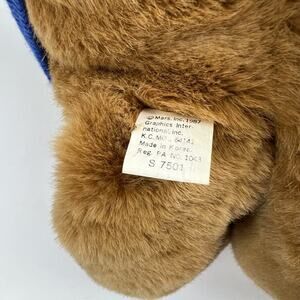 © Mars, Inc. 1987
Graphics Inter-
national, Inc.
K.C. MO. 64141
Made in Korea
Reg. PA NO. 1043
S 7501